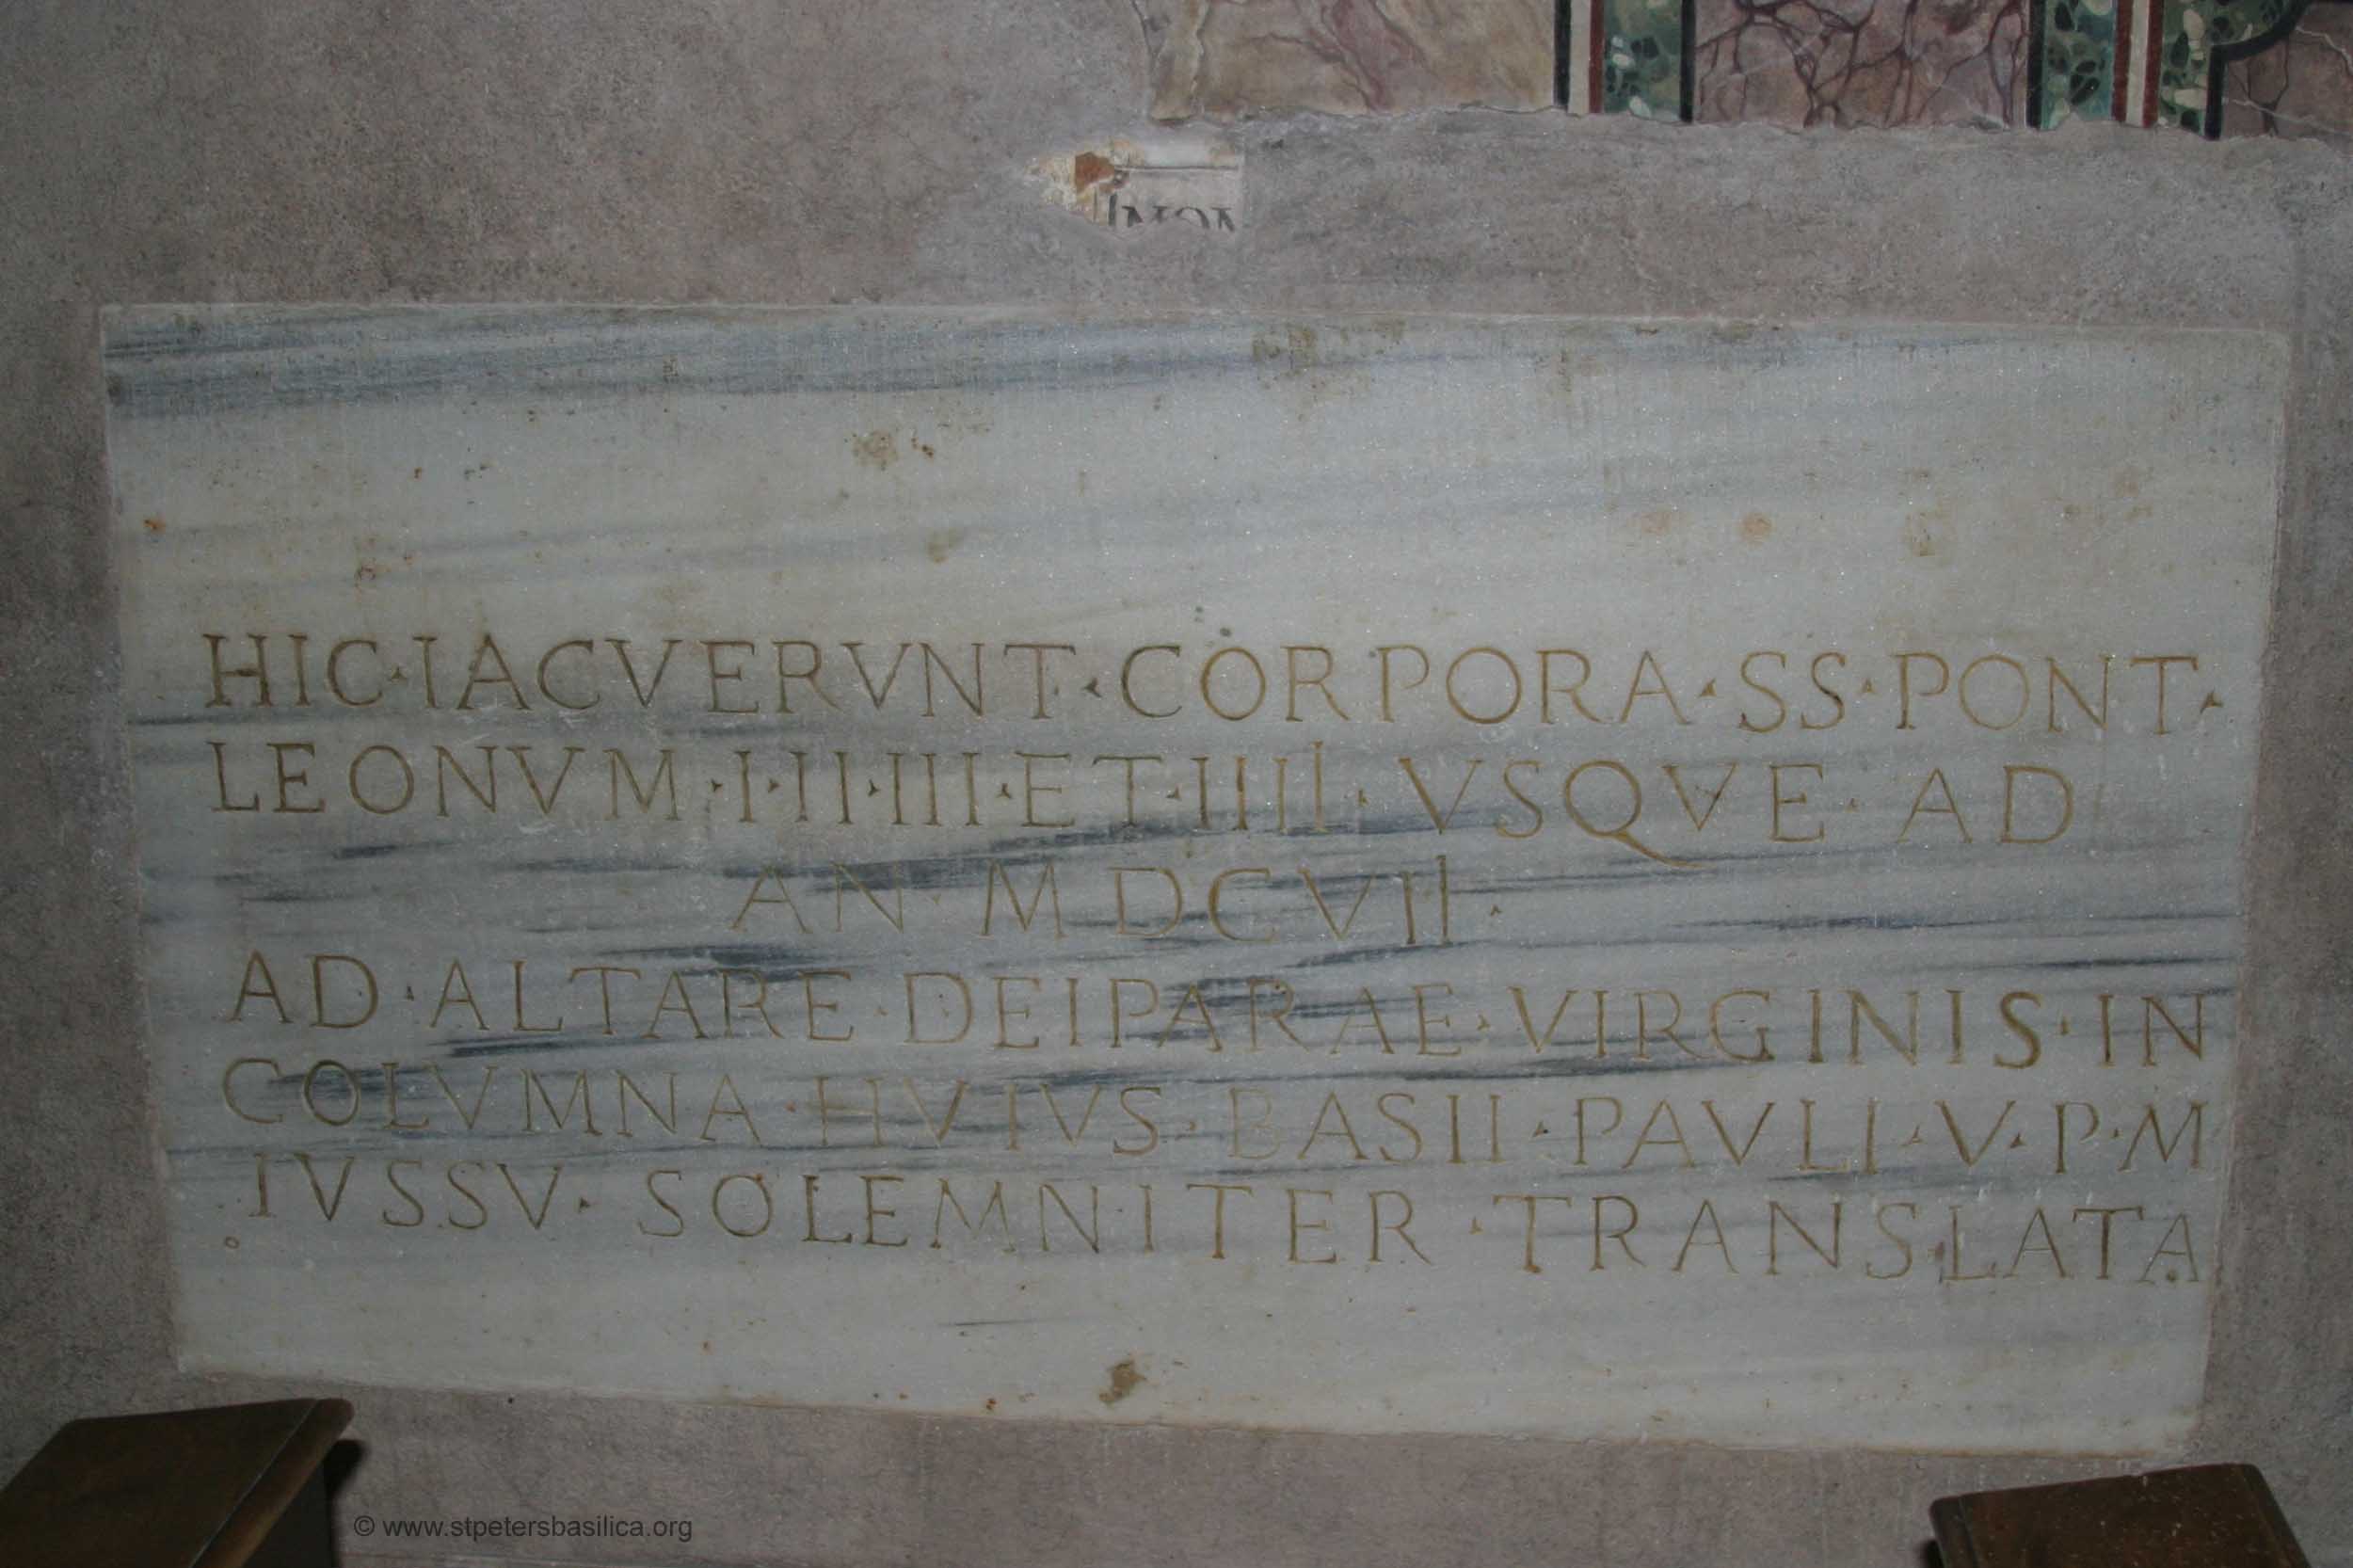 HIC·IACVERVNT·CORPORA·SS·PONT·
LEONVM·I·II·III·ET·IIII·VSQVE·AD
AN·MDCVII·
AD·ALTARE·DEIPARAE·VIRGINIS·IN
COLVMNA·HVIVS·BASII·PAVLI·V·P·M
IVSSV·SOLEMNITER·TRANSLATA
© www.stpetersbasilica.org